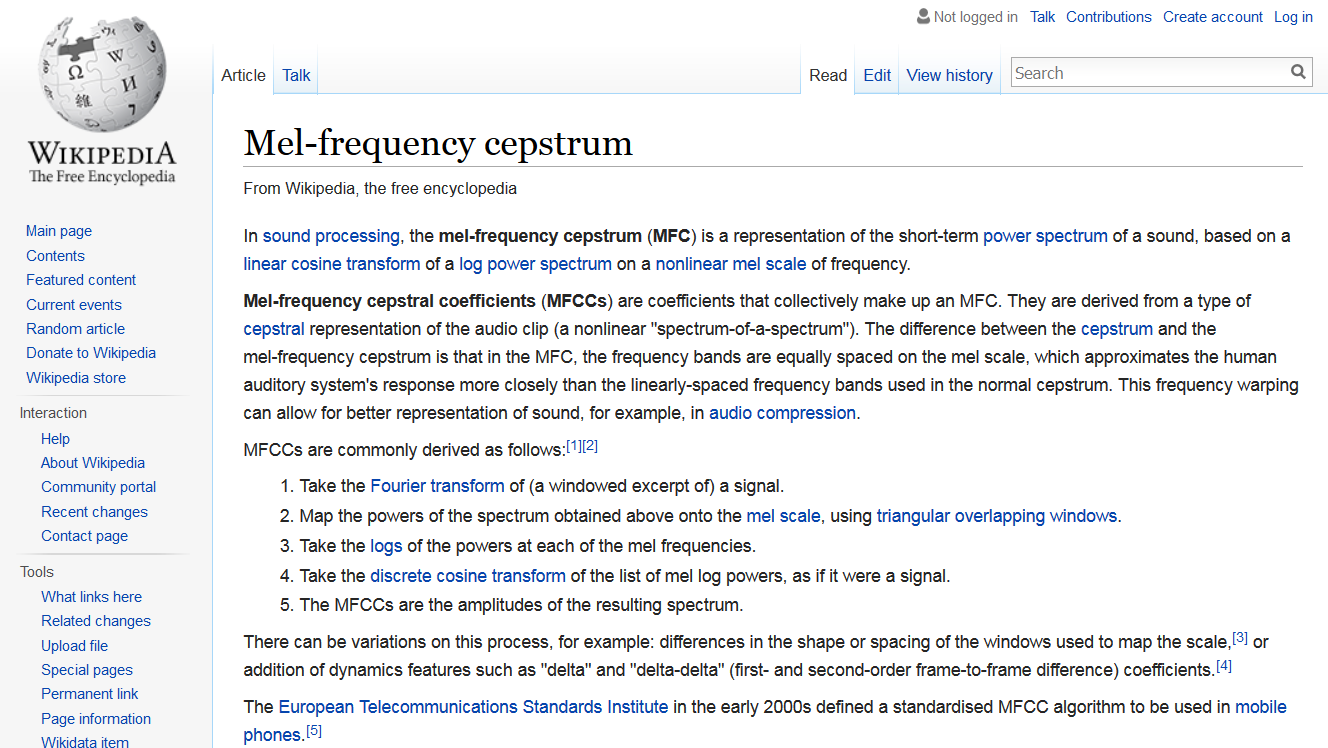 Not logged in Talk Contributions Create account Log in
Article Talk Read Edit View history Search
WIKIPEDIA
The Free Encyclopedia
Main page
Contents
Featured content
Current events
Random article
Donate to Wikipedia
Wikipedia store
Interaction
Help
About Wikipedia
Community portal
Recent changes
Contact page
Tools
What links here
Related changes
Upload file
Special pages
Permanent link
Page information
Wikidata item
Mel-frequency cepstrum
From Wikipedia, the free encyclopedia
In sound processing, the mel-frequency cepstrum (MFC) is a representation of the short-term power spectrum of a sound, based on a
linear cosine transform of a log power spectrum on a nonlinear mel scale of frequency.
Mel-frequency cepstral coefficients (MFCCs) are coefficients that collectively make up an MFC. They are derived from a type of
cepstral representation of the audio clip (a nonlinear "spectrum-of-a-spectrum"). The difference between the cepstrum and the
mel-frequency cepstrum is that in the MFC, the frequency bands are equally spaced on the mel scale, which approximates the human
auditory system's response more closely than the linearly-spaced frequency bands used in the normal cepstrum. This frequency warping
can allow for better representation of sound, for example, in audio compression.
MFCCs are commonly derived as follows:[1][2]
1. Take the Fourier transform of (a windowed excerpt of) a signal.
2. Map the powers of the spectrum obtained above onto the mel scale, using triangular overlapping windows.
3. Take the logs of the powers at each of the mel frequencies.
4. Take the discrete cosine transform of the list of mel log powers, as if it were a signal.
5. The MFCCs are the amplitudes of the resulting spectrum.
There can be variations on this process, for example: differences in the shape or spacing of the windows used to map the scale,[3] or
addition of dynamics features such as "delta" and "delta-delta" (first- and second-order frame-to-frame difference) coefficients.[4]
The European Telecommunications Standards Institute in the early 2000s defined a standardised MFCC algorithm to be used in mobile
phones.[5]